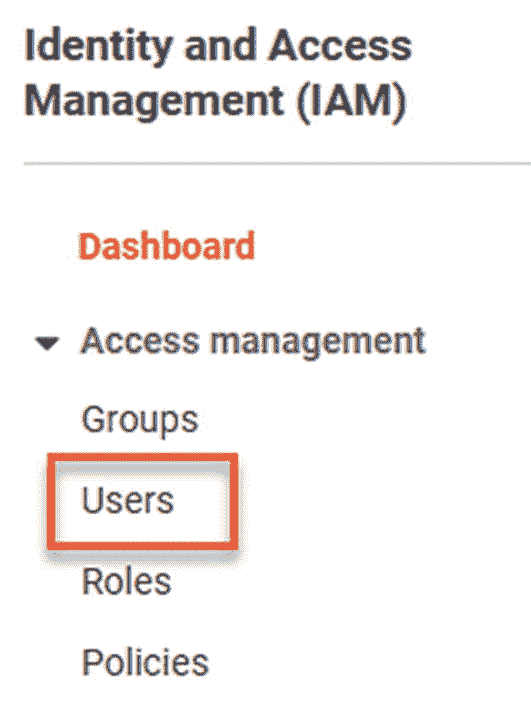 Identity and Access
Management (IAM)
Dashboard
Access management
Groups
Users
Roles
Policies